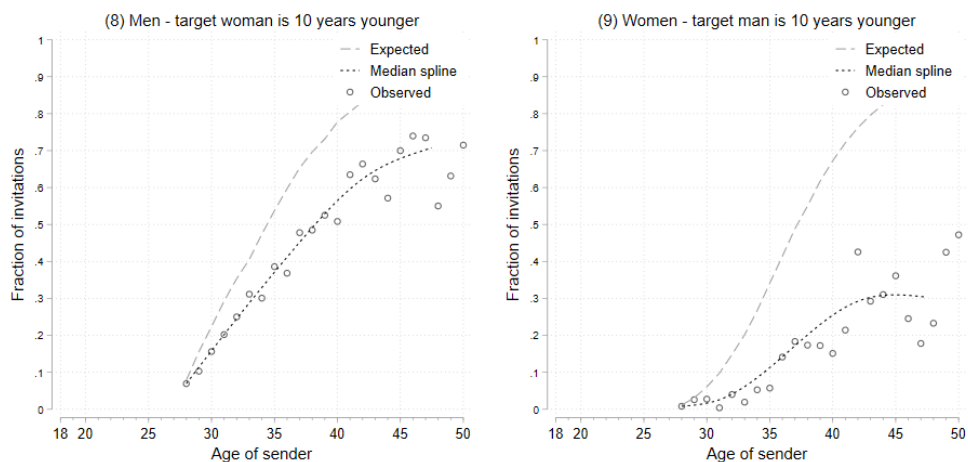 (8) Men - target woman is 10 years younger
Expected
Median spline
Observed
Fraction of invitations
1
.9
.8
.7
.6
.5
.4
.3
.2
.1
0
18 20 25 30 35 40 45 50
Age of sender
(9) Women - target man is 10 years younger
Expected
Median spline
Observed
Fraction of invitations
1
.9
.8
.7
.6
.5
.4
.3
.2
.1
0
18 20 25 30 35 40 45 50
Age of sender